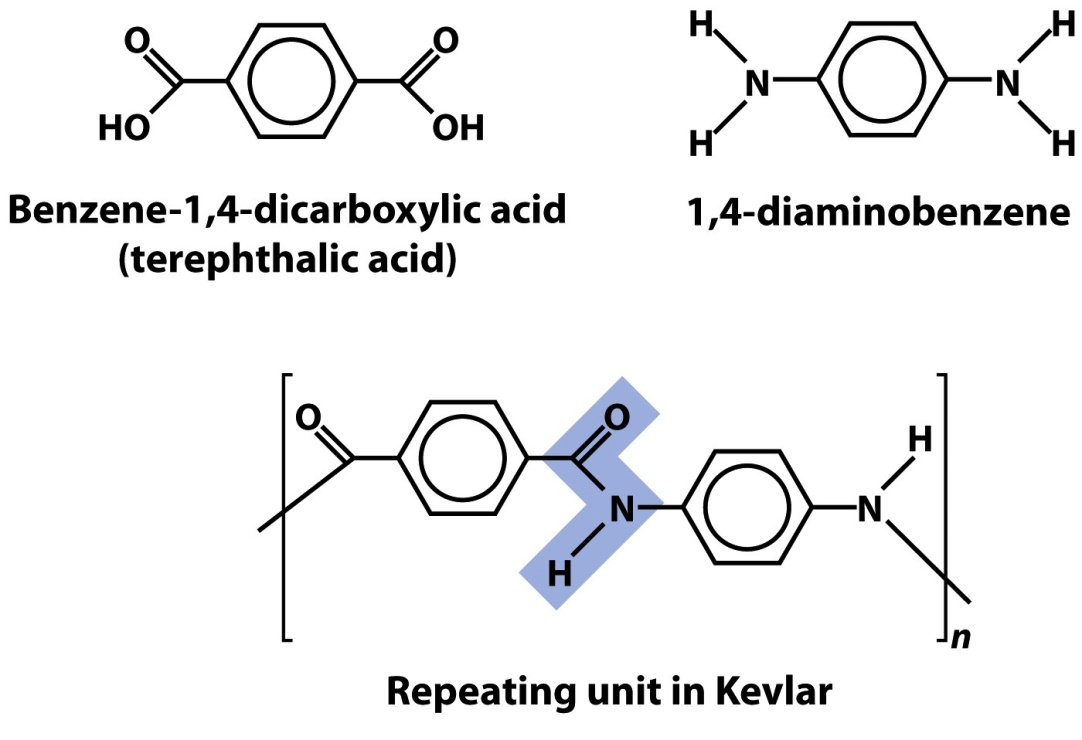 O O
HO OH
H H
N N
H H
Benzene-1,4-dicarboxylic acid
(terephthalic acid)
1,4-diaminobenzene
O O H
N N
H
n
Repeating unit in Kevlar